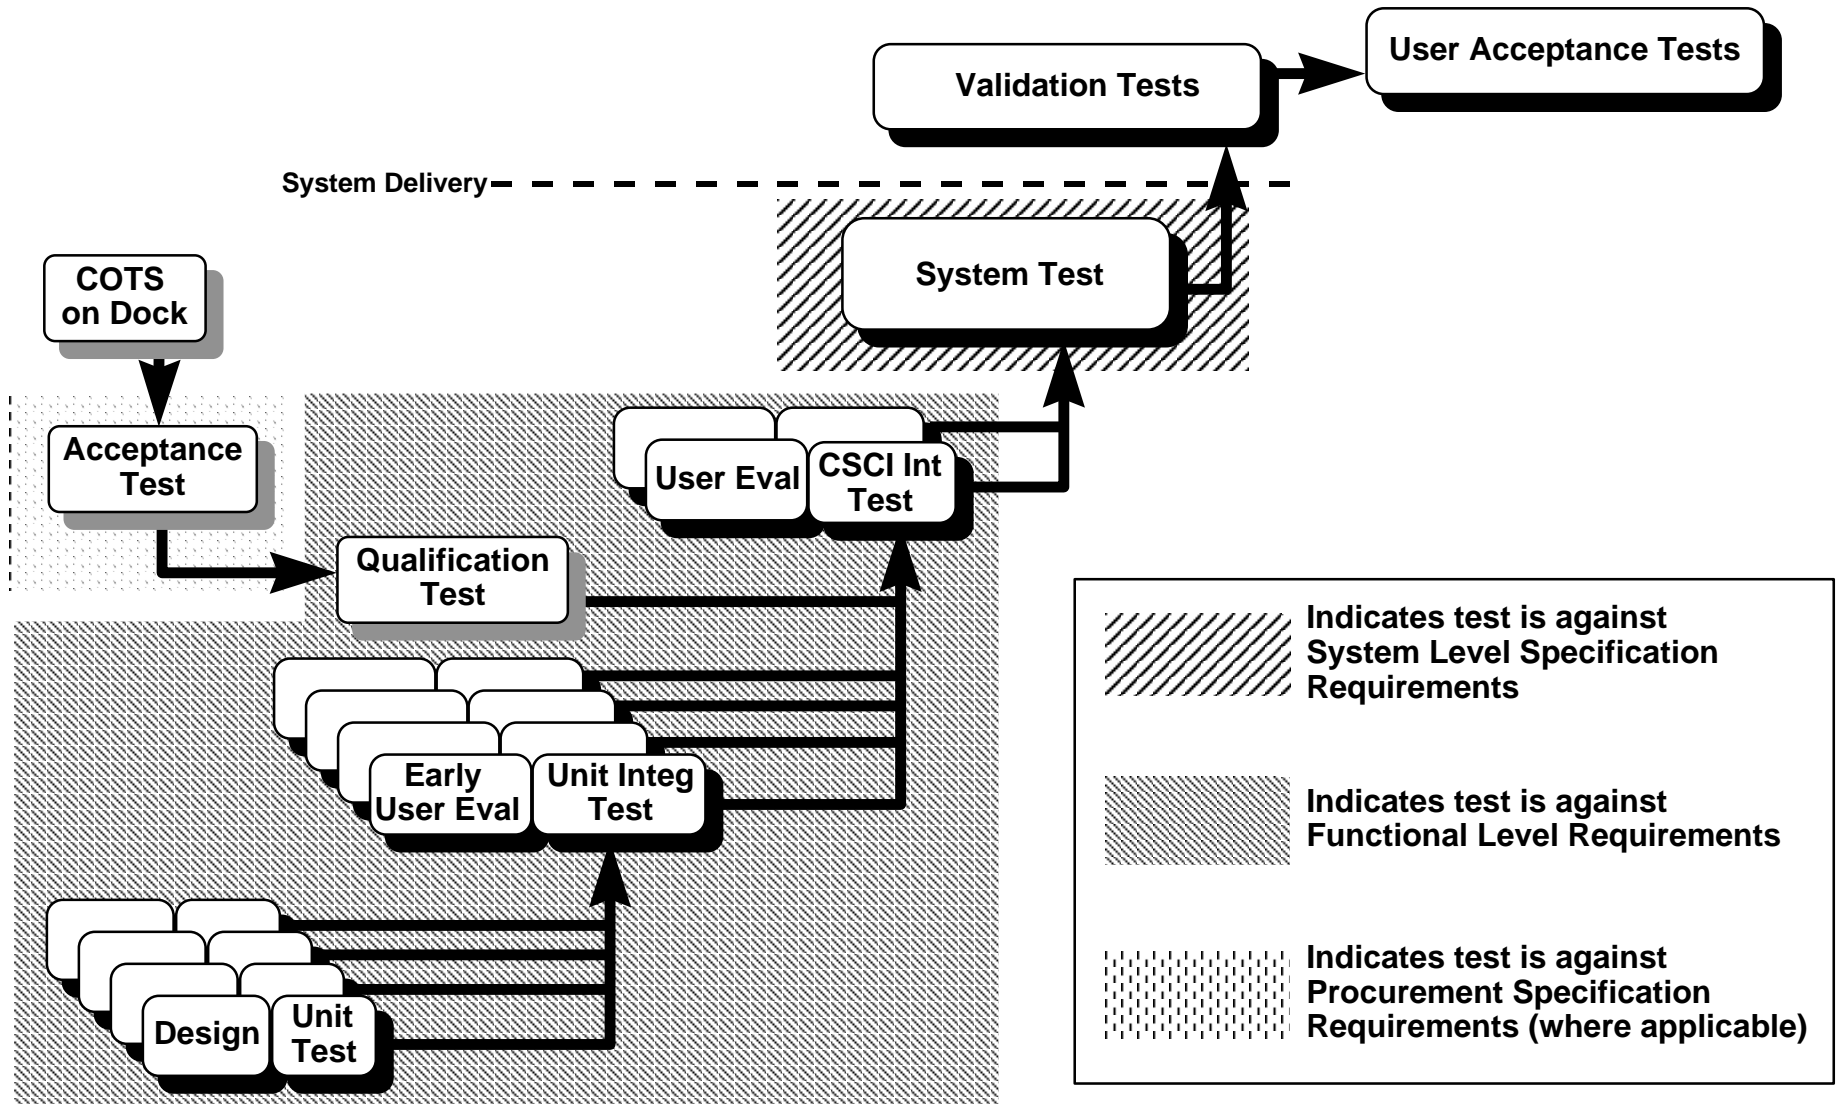 User Acceptance Tests
Validation Tests
System Delivery
System Test
COTS
on Dock
Acceptance
Test
User Eval
CSCI Int
Test
Qualification
Test
Early
User Eval
Unit Integ
Test
Design
Unit
Test
Indicates test is against
System Level Specification
Requirements
Indicates test is against
Functional Level Requirements
Indicates test is against
Procurement Specification
Requirements (where applicable)